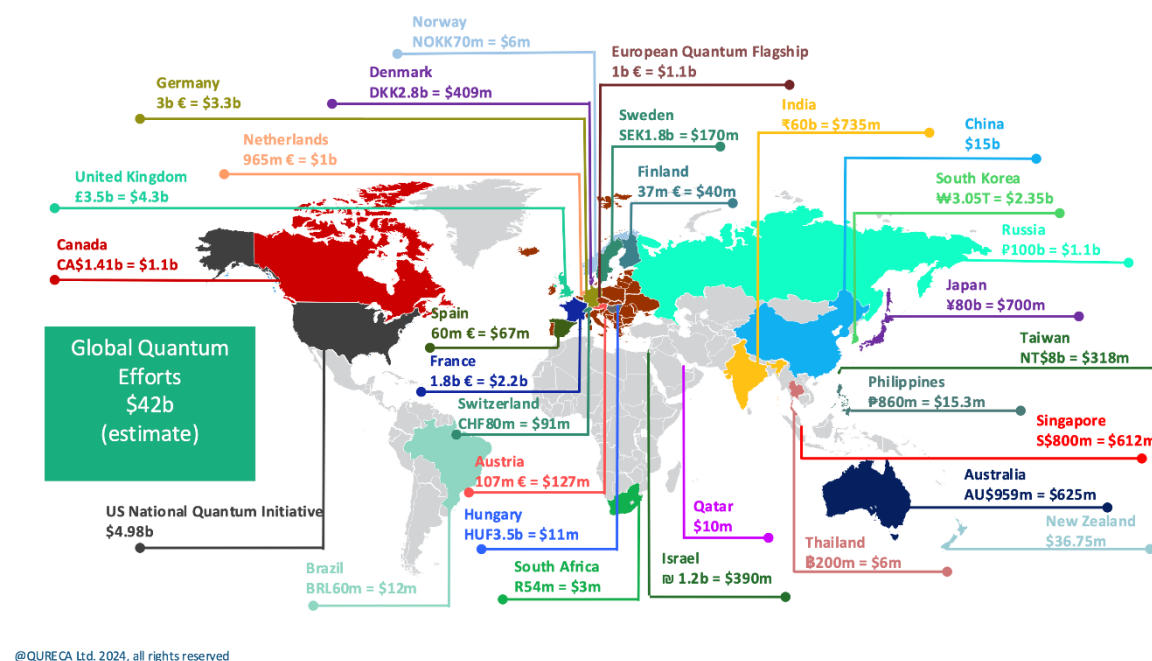 Norway
NOKK70m = $6m
European Quantum Flagship
1b € = $1.1b
Denmark
DKK2.8b = $409m
Germany
3b € = $3.3b
India
₹60b = $735m
Sweden
SEK1.8b = $170m
China
$15b
Netherlands
965m € = $1b
Finland
37m € = $40m
United Kingdom
£3.5b = $4.3b
South Korea
₩3.05T = $2.35b
Russia
₽100b = $1.1b
Canada
CA$1.41b = $1.1b
Japan
¥80b = $700m
Spain
60m € = $67m
Global Quantum
Efforts
$42b
(estimate)
Taiwan
NT$8b = $318m
France
1.8b € = $2.2b
Philippines
₱860m = $15.3m
Switzerland
CHF80m = $91m
Singapore
S$800m = $612m
Austria
107m € = $127m
Australia
AU$959m = $625m
US National Quantum Initiative
$4.98b
Hungary
HUF3.5b = $11m
Qatar
$10m
New Zealand
$36.75m
Thailand
฿200m = $6m
Israel
₪ 1.2b = $390m
South Africa
R54m = $3m
Brazil
BRL60m = $12m
@QURECA Ltd. 2024, all rights reserved